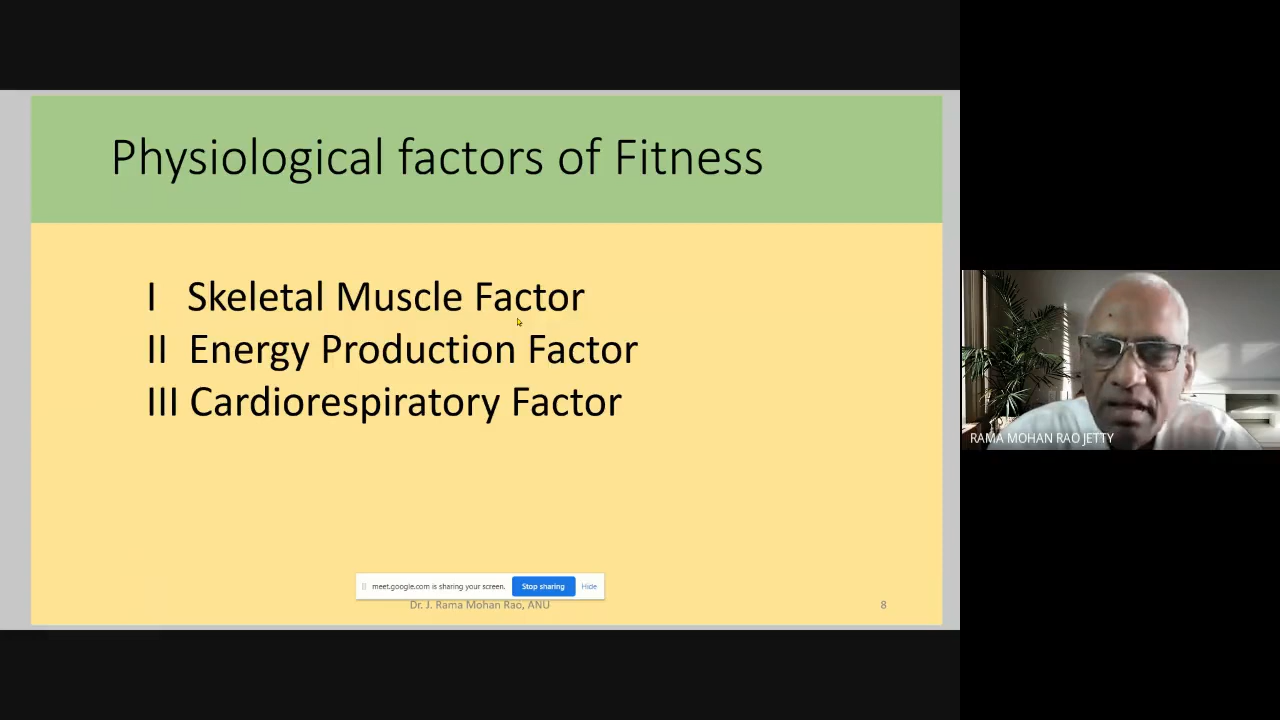 Physiological factors of Fitness
I Skeletal Muscle Factor
II Energy Production Factor
III Cardiorespiratory Factor
meet.google.com is sharing your screen. Stop sharing Hide
Dr. J. Rama Mohan Rao, ANU 8
RAMA MOHAN RAO JETTY